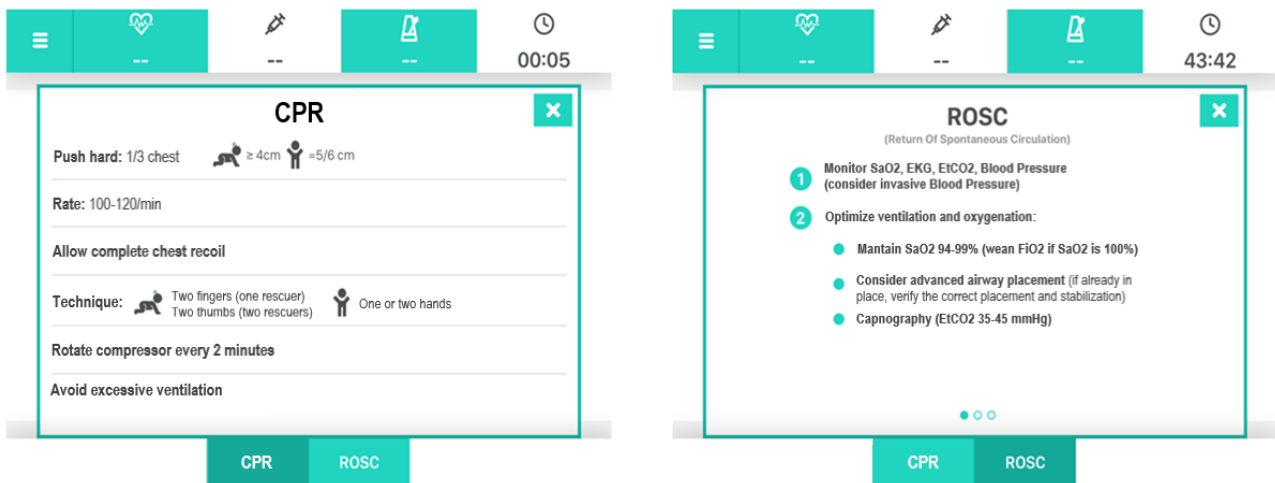 -- -- -- 00:05
CPR
Push hard: 1/3 chest ≥ 4cm =5/6 cm
Rate: 100-120/min
Allow complete chest recoil
Technique: Two fingers (one rescuer) One or two hands
Two thumbs (two rescuers)
Rotate compressor every 2 minutes
Avoid excessive ventilation
CPR ROSC
-- -- -- 43:42
ROSC
(Return Of Spontaneous Circulation)
1 Monitor SaO2, EKG, EtCO2, Blood Pressure
(consider invasive Blood Pressure)
2 Optimize ventilation and oxygenation:
Mantain SaO2 94-99% (wean FiO2 if SaO2 is 100%)
Consider advanced airway placement (if already in
place, verify the correct placement and stabilization)
Capnography (EtCO2 35-45 mmHg)
CPR ROSC